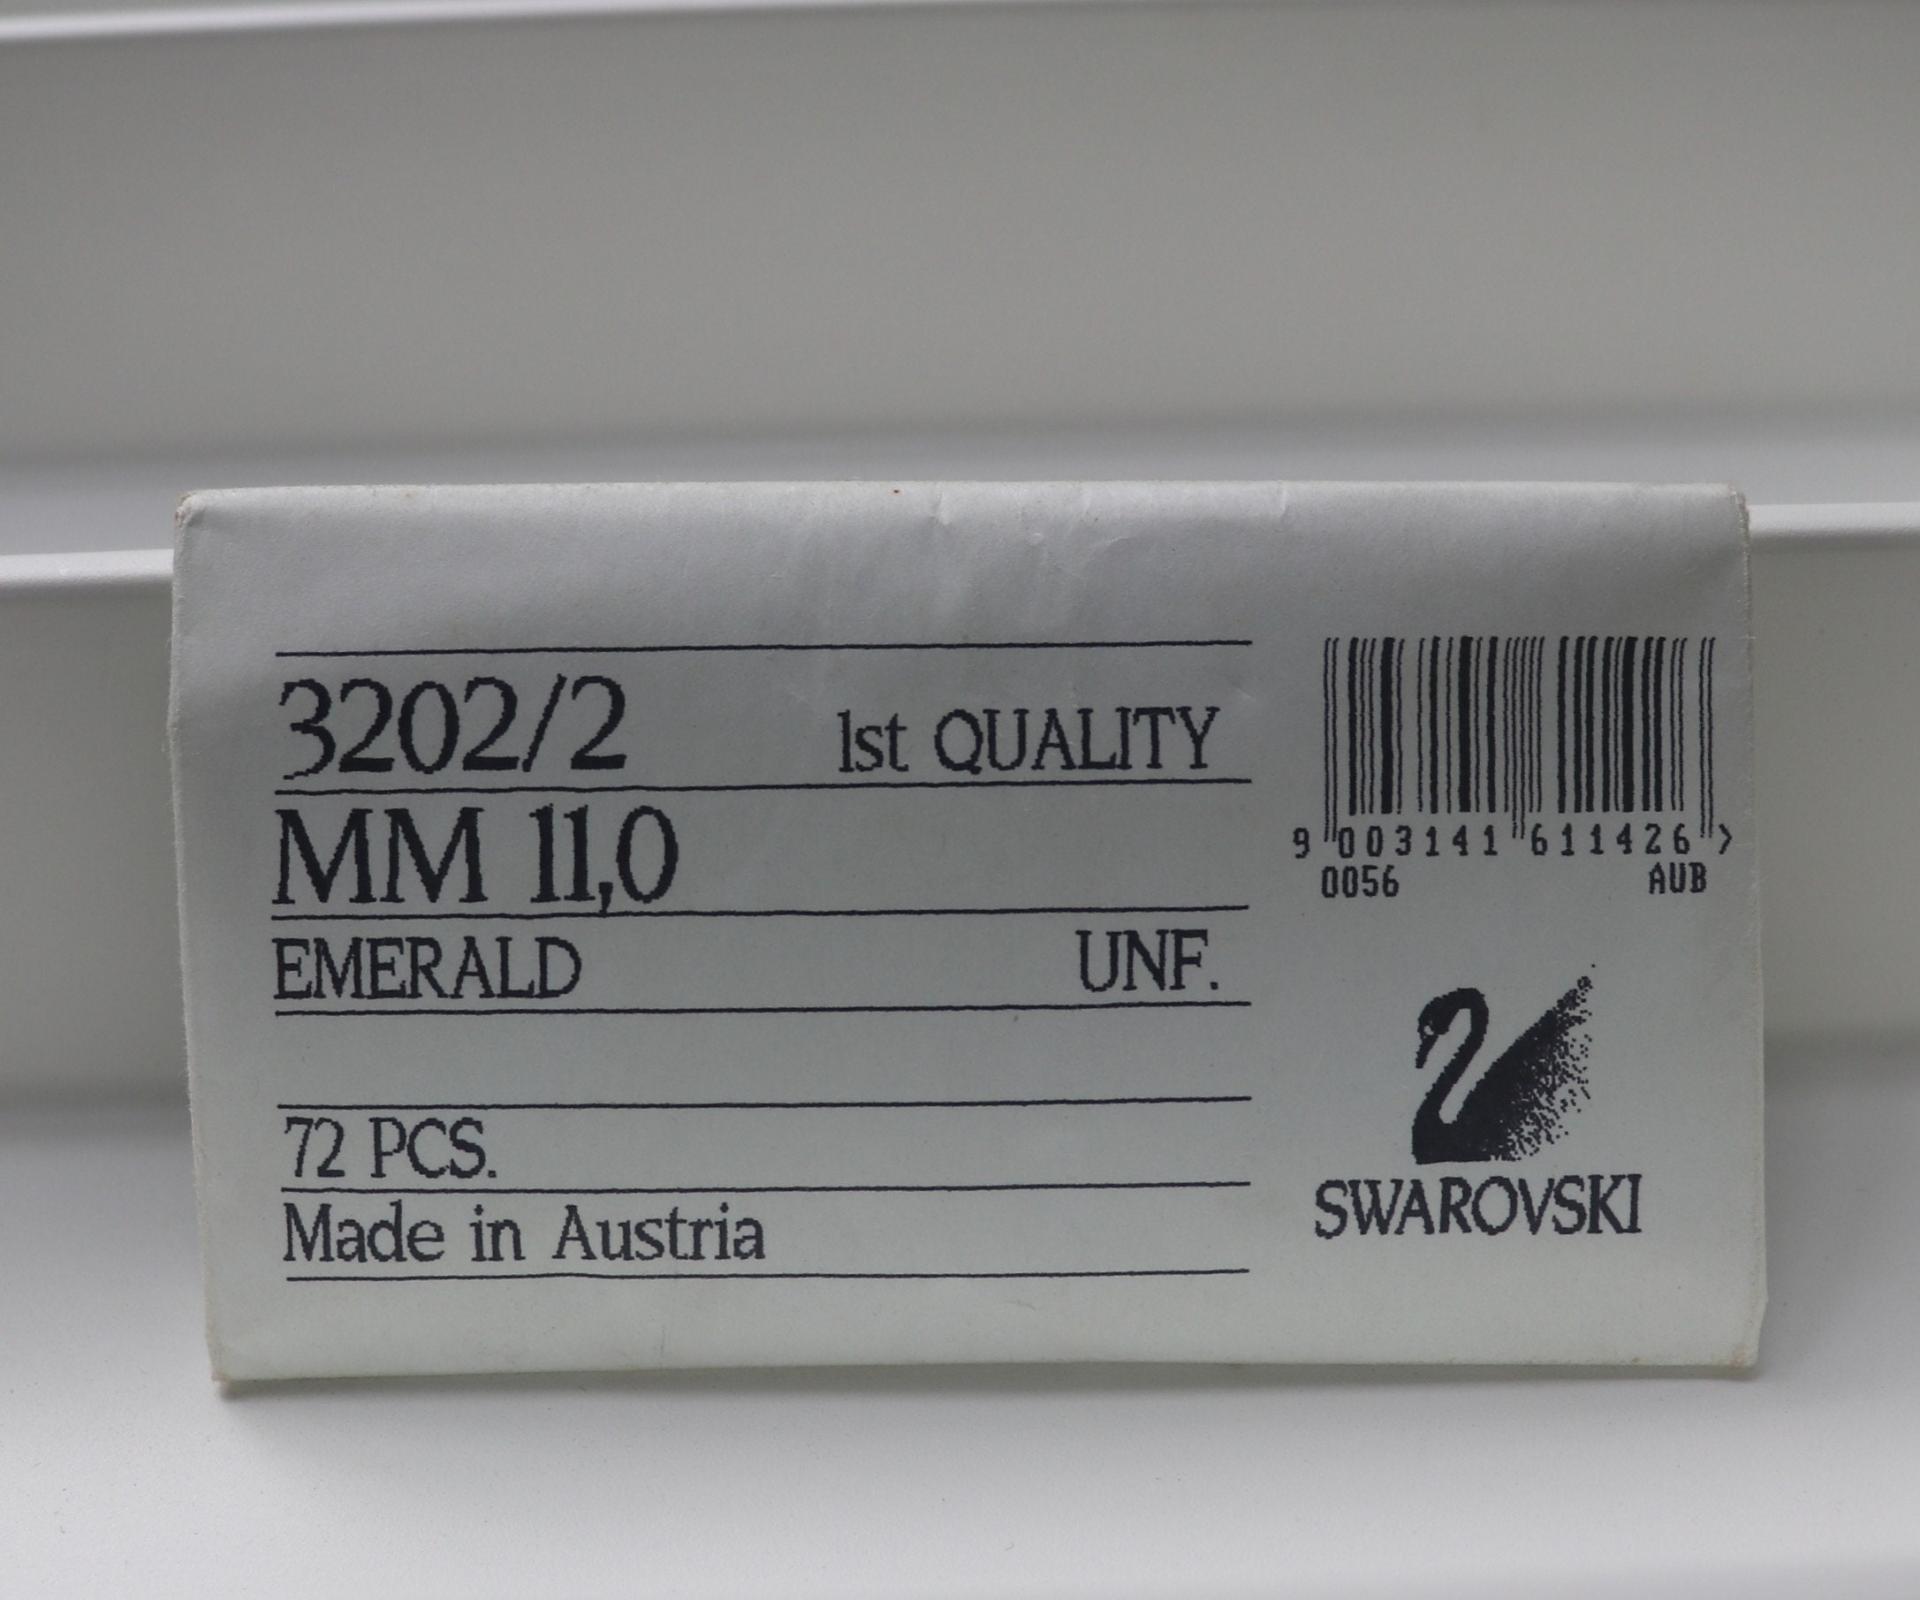 3202/2 1st QUALITY
MM 11,0
EMERALD UNF.
72 PCS.
Made in Austria
9 003141 611426 >
0056 AUB
SWAROVSKI